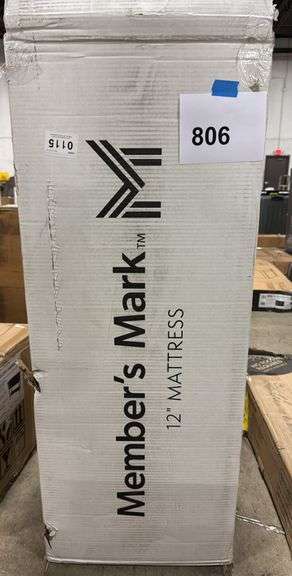 806
0115
Member's Mark™
12" MATTRESS